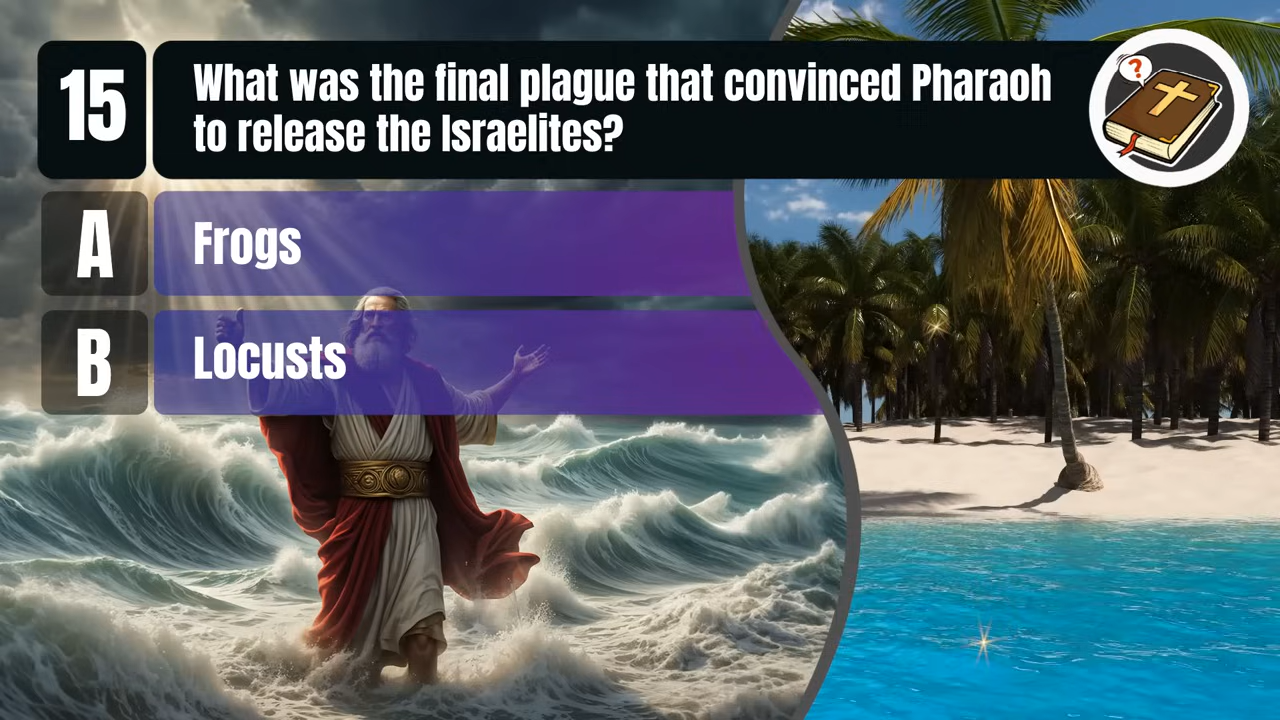 15
What was the final plague that convinced Pharaoh
to release the Israelites?
?
A
Frogs
B
Locusts